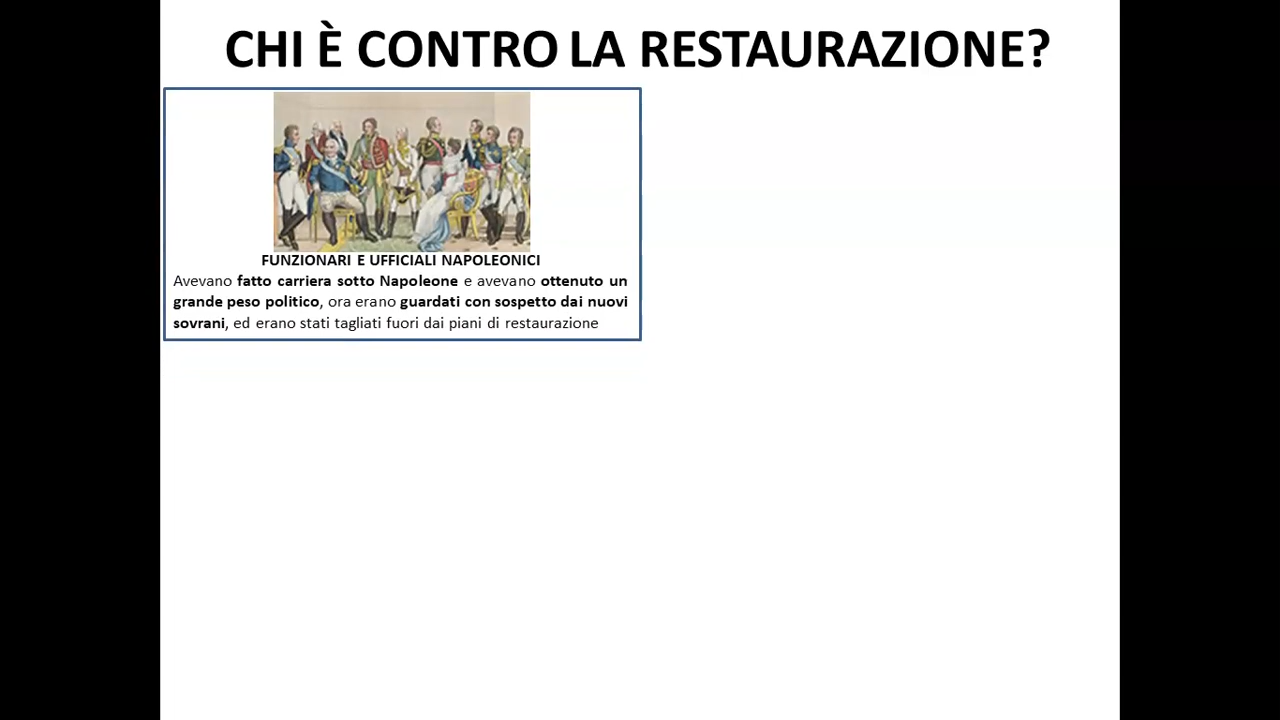 CHI È CONTRO LA RESTAURAZIONE?
FUNZIONARI E UFFICIALI NAPOLEONICI
Avevano fatto carriera sotto Napoleone e avevano ottenuto un
grande peso politico, ora erano guardati con sospetto dai nuovi
sovrani, ed erano stati tagliati fuori dai piani di restaurazione